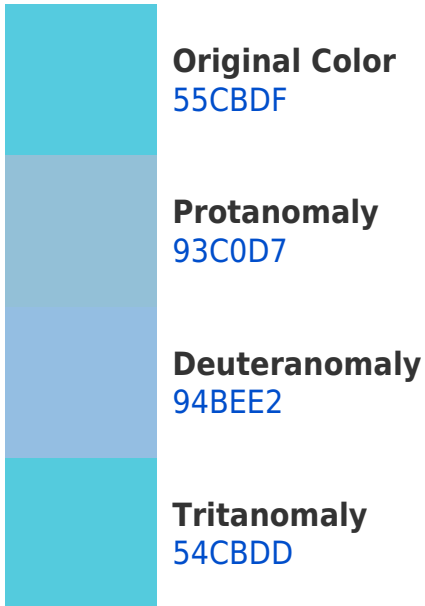 Original Color
55CBDF
Protanomaly
93C0D7
Deuteranomaly
94BEE2
Tritanomaly
54CBDD